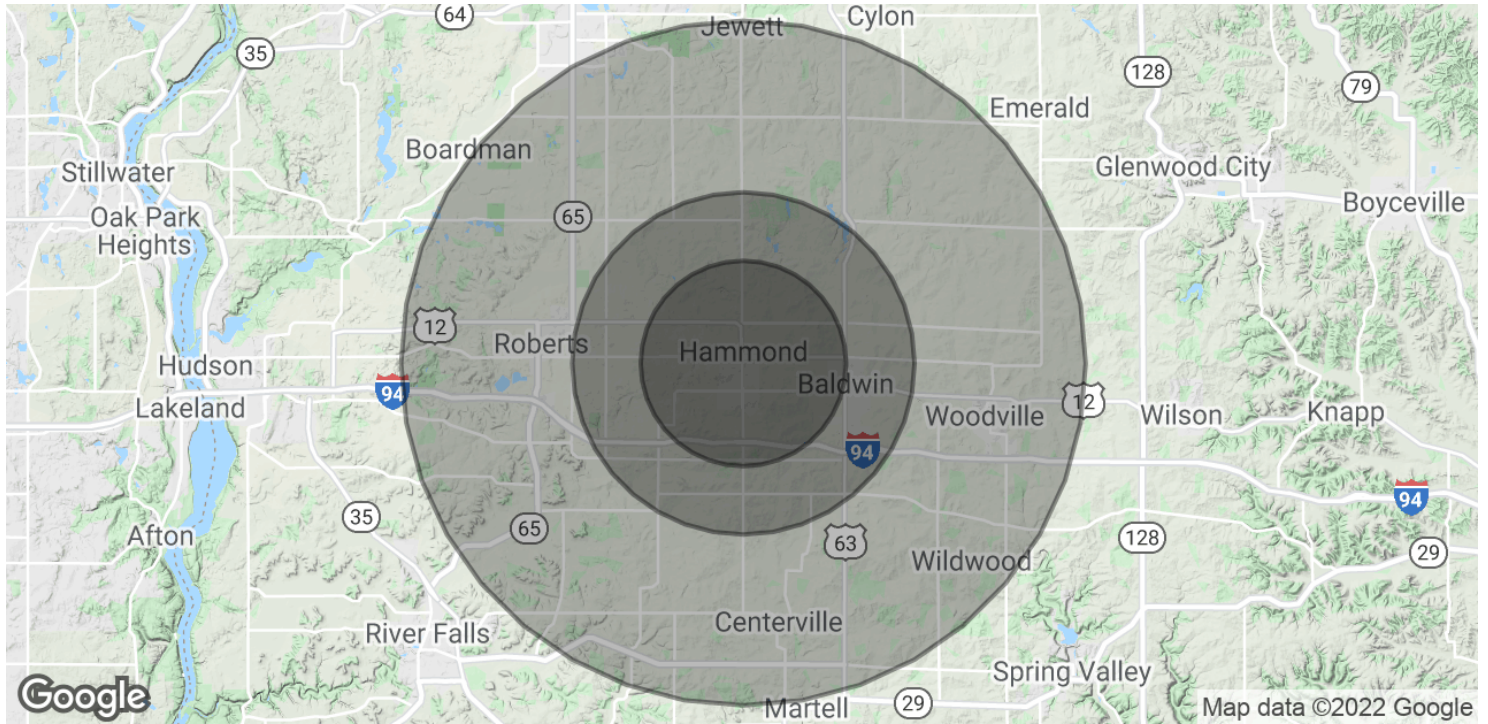 64
Cylon
Jewett
35
128
79
Emerald
Boardman
Stillwater
Glenwood City
Oak Park
Heights
65
Boyceville
12
Roberts
Hammond
Hudson
Baldwin
94
12
Lakeland
Woodville
Wilson
Knapp
94
94
35
65
Afton
63
128
29
Wildwood
Centerville
River Falls
Spring Valley
Google
Martell
29
Map data ©2022 Google